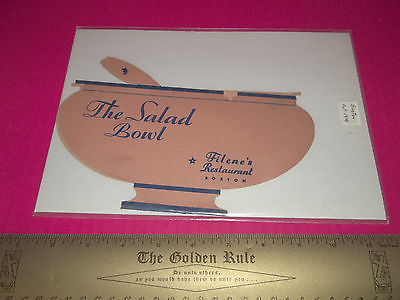 The Salad
Bowl
Filene's
Restaurant
BOSTON
The Golden Rule
Do unto others,
as you would have them do unto you